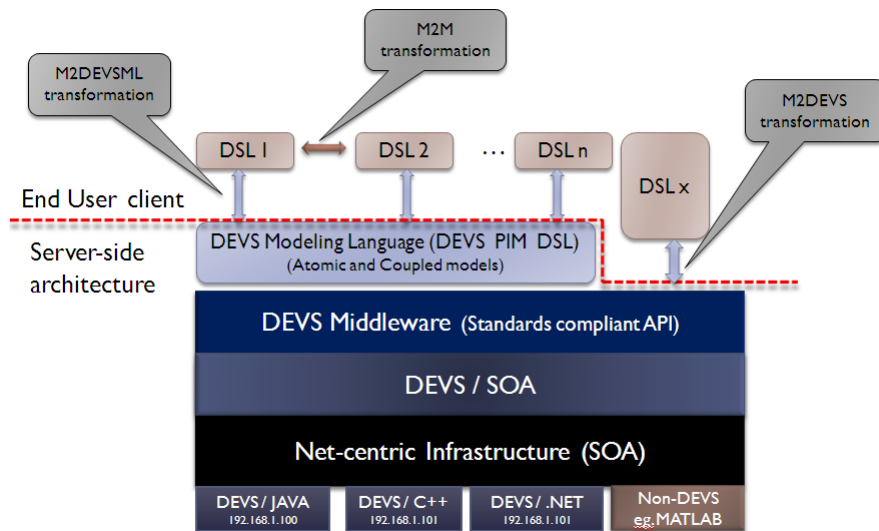 M2M
transformation
M2DEVSML
transformation
M2DEVS
transformation
DSL 1
DSL 2
...
DSL n
DSL x
End User client
Server-side
architecture
DEVS Modeling Language (DEVS PIM DSL)
(Atomic and Coupled models)
DEVS Middleware (Standards compliant API)
DEVS / SOA
Net-centric Infrastructure (SOA)
DEVS / JAVA
192.168.1.100
DEVS / C++
192.168.1.101
DEVS / .NET
192.168.1.101
Non-DEVS
eg. MATLAB